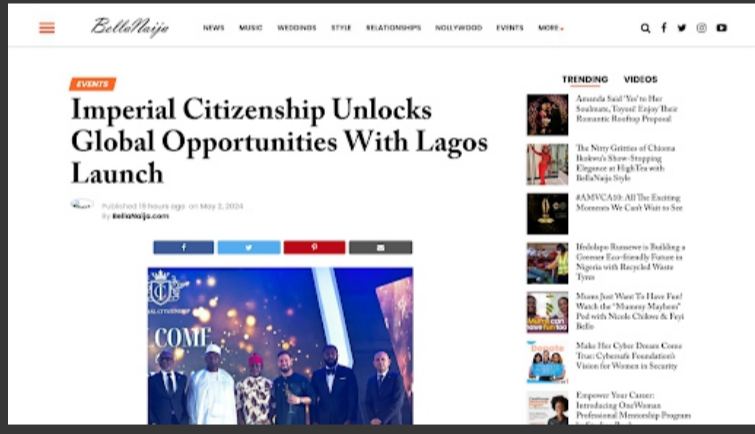 BellaNaija
NEWS
MUSIC
WEDDINGS
STYLE
RELATIONSHIPS
NOLLYWOOD
EVENTS
MORE
EVENTS
Imperial Citizenship Unlocks
Global Opportunities With Lagos
Launch
Published 19 hours ago on May 2, 2024
By BellaNaija.com
COME
TRENDING
VIDEOS
Amanda Said 'Yes' to Her
Soulmate, Toyosi! Enjoy Their
Romantic Rooftop Proposal
The Nitty Gritties of Chioma
Ikokwu's Show-Stopping
Elegance at HighTea with
BellaNaija Style
#AMVCA10: All The Exciting
Moments We Can't Wait to See
Ifedolapo Runsewe is Building a
Greener Eco-friendly Future in
Nigeria with Recycled Waste
Tyres
Mums Just Want To Have Fun!
Watch the "Mummy Mayhem"
Pod with Nicole Chikwe & Feyi
Bello
Make Her Cyber Dream Come
True: Cybersafe Foundation's
Vision for Women in Security
Empower Your Career:
Introducing OneWoman
Professional Mentorship Program